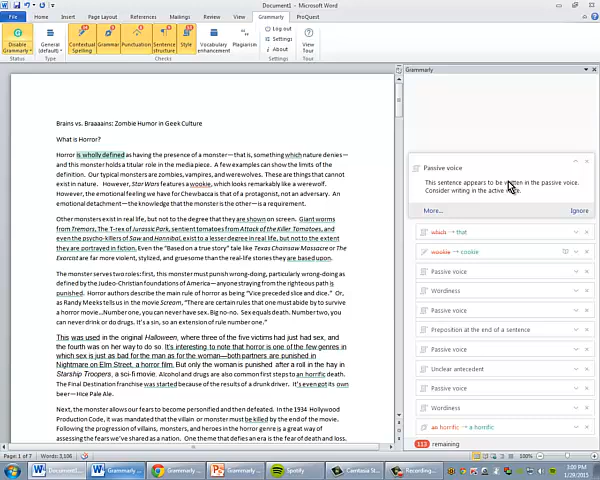 Document1 - Microsoft Word
File Home Insert Page Layout References Mailings Review View Grammarly ProQuest
Disable Grammarly
General (default)
Contextual Spelling
Grammar
Punctuation
Sentence structure
Style
Vocabulary enhancement
Plagiarism
Log out
Settings
About
View Tour
Status Type Checks Tour
Grammarly
Brains vs. Braaaains: Zombie Humor in Geek Culture
What is Horror?
Horror is wholly defined as having the presence of a monster—that is, something which nature denies—
and this monster holds a titular role in the media piece. A few examples can show the limits of the
definition. Our typical monsters are zombies, vampires, and werewolves. These are things that cannot
exist in nature. However, Star Wars features a wookie, which looks remarkably like a werewolf.
However, the emotional feeling we have for Chewbacca is that of a protagonist, not an adversary. An
emotional detachment—the knowledge that the monster is the other—is a requirement.
Other monsters exist in real life, but not to the degree that they are shown on screen. Giant worms
from Tremors, The T-rex of Jurassic Park, sentient tomatoes from Attack of the Killer Tomatoes, and
even the psycho-killers of Saw and Hannibal, exist to a lesser degree in real life, but not to the extent
they are portrayed in fiction. Even the "Based on a true story" tale like Texas Chainsaw Massacre or The
Exorcist are far more violent, stylized, and gruesome than the real-life stories they are based upon.
The monster serves two roles: first, this monster must punish wrong-doing, particularly wrong-doing as
defined by the Judeo-Christian foundations of America—anyone straying from the righteous path is
punished. Horror authors describe the main rule of horror as being "Vice preceded slice and dice." Or,
as Randy Meeks tells us in the movie Scream, "There are certain rules that one must abide by to survive
a horror movie...Number one, you can never have sex. Big no-no. Sex equals death. Number two, you
can never drink or do drugs. It's a sin, so an extension of rule number one."
This was used in the original Halloween, where three of the five victims just had sex, and
the fourth was on her way to do so. It's interesting to note that horror is one of the few genres in
which sex is just as bad for the man as for the woman—both partners are punished in
Nightmare on Elm Street, a horror film. But only the woman is punished after a roll in the hay in
Starship Troopers, a sci-fi movie. Alcohol and drugs are also common first steps to an horrific death.
The Final Destination franchise was started because of the results of a drunk driver. It's even got its own
beer—Hice Pale Ale.
Next, the monster allows our fears to become personified and then defeated. In the 1934 Hollywood
Production Code, it was mandated that the villain or monster must be killed by the end of the movie.
Following the progression of villains, monsters, and heroes in the horror genre is a great way of
assessing the fears we've shared as a nation. One theme that defies an era is the fear of death and loss.
Passive voice
This sentence appears to be written in the passive voice.
Consider writing in the active
More... Ignore
which → that
wookie → cookie
Passive voice
Wordiness
Passive voice
Preposition at the end of a sentence
Passive voice
Unclear antecedent
Passive voice
Wordiness
an horrific → a horrific
113 remaining
Page: 1 of 7 Words: 3,106 100%
Document1... Grammarly ... Grammarly ... Grammarly ... Spotify Camtasia St... Recording...
3:00 PM
1/29/2015